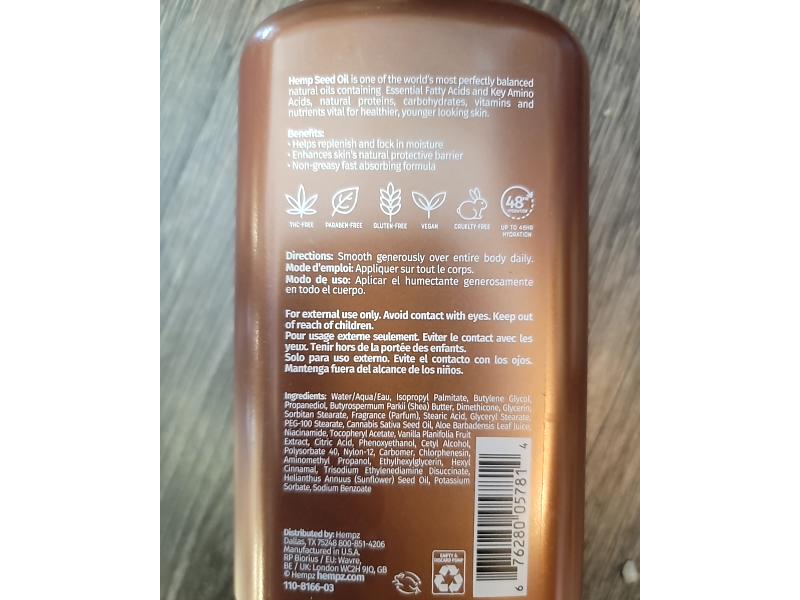 Hemp Seed Oil is one of the world's most perfectly balanced
natural oils containing Essential Fatty Acids and Key Amino
Acids, natural proteins, carbohydrates, vitamins and
nutrients vital for healthier, younger looking skin.
Benefits:
• Helps replenish and lock in moisture
• Enhances skin's natural protective barrier
• Non-greasy fast absorbing formula
48HR
HYDRATION
THC-FREE PARABEN-FREE GLUTEN-FREE VEGAN CRUELTY-FREE UP TO 48HR
HYDRATION
Directions: Smooth generously over entire body daily.
Mode d'emploi: Appliquer sur tout le corps.
Modo de uso: Aplicar el humectante generosamente
en todo el cuerpo.
For external use only. Avoid contact with eyes. Keep out
of reach of children.
Pour usage externe seulement. Eviter le contact avec les
yeux. Tenir hors de la portée des enfants.
Solo para uso externo. Evite el contacto con los ojos.
Mantenga fuera del alcance de los niños.
Ingredients: Water/Aqua/Eau, Isopropyl Palmitate, Butylene Glycol,
Propanediol, Butyrospermum Parkii (Shea) Butter, Dimethicone, Glycerin,
Sorbitan Stearate, Fragrance (Parfum), Stearic Acid, Glyceryl Stearate,
PEG-100 Stearate, Cannabis Sativa Seed Oil, Aloe Barbadensis Leaf Juice,
Niacinamide, Tocopheryl Acetate, Vanilla Planifolia Fruit
Extract, Citric Acid, Phenoxyethanol, Cetyl Alcohol,
Polysorbate 40, Nylon-12, Carbomer, Chlorphenesin,
Aminomethyl Propanol, Ethylhexylglycerin, Hexyl
Cinnamal, Trisodium Ethylenediamine Disuccinate,
Helianthus Annuus (Sunflower) Seed Oil, Potassium
Sorbate, Sodium Benzoate
6 76280 05781 4
Distributed by: Hempz
Dallas, TX 75248 800-851-4206
Manufactured in U.S.A.
RP Biorius / EU: Wavre,
BE / UK: London WC2H 9JQ, GB
© Hempz hempz.com
110-8166-03
EMPTY &
DISCARD PUMP